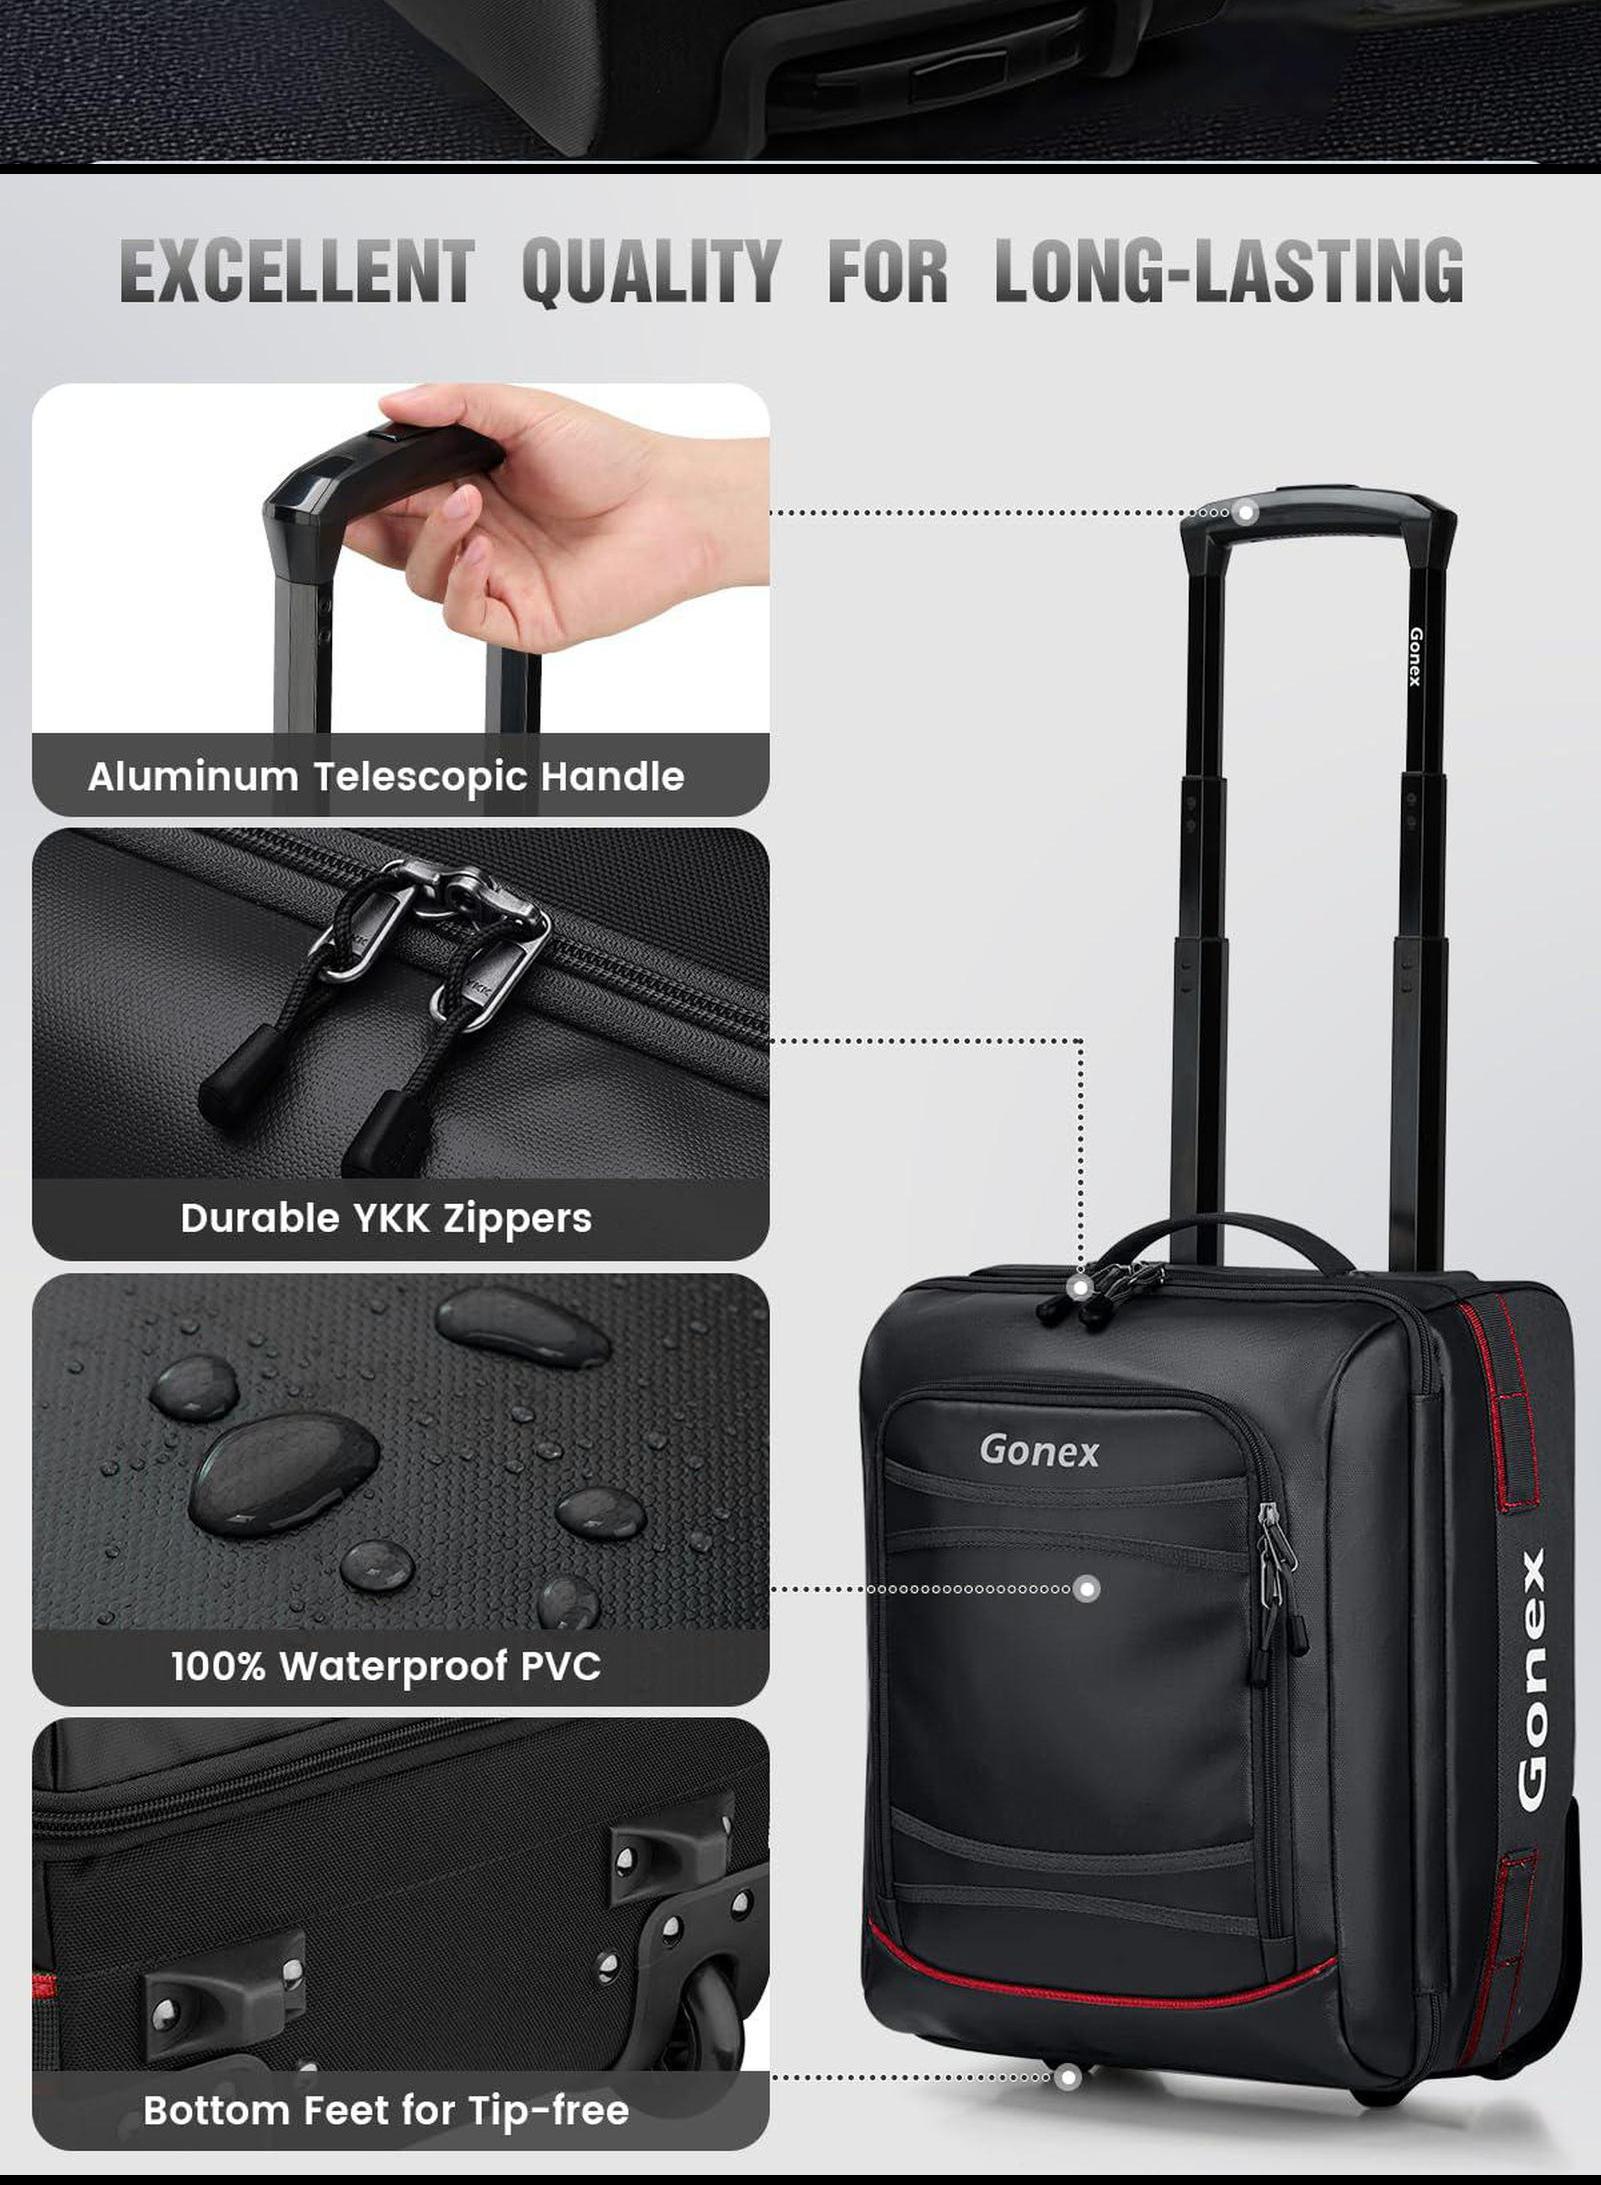 EXCELLENT QUALITY FOR LONG-LASTING
Aluminum Telescopic Handle
Gonex
YKK
Durable YKK Zippers
Gonex
100% Waterproof PVC
Gonex
Bottom Feet for Tip-free